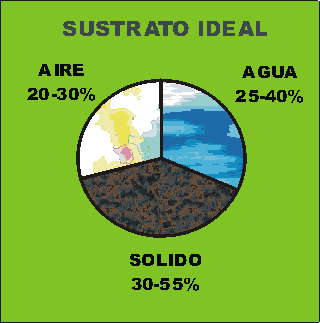 SUSTRATO IDEAL
AIRE
20-30%
AGUA
25-40%
SOLIDO
30-55%